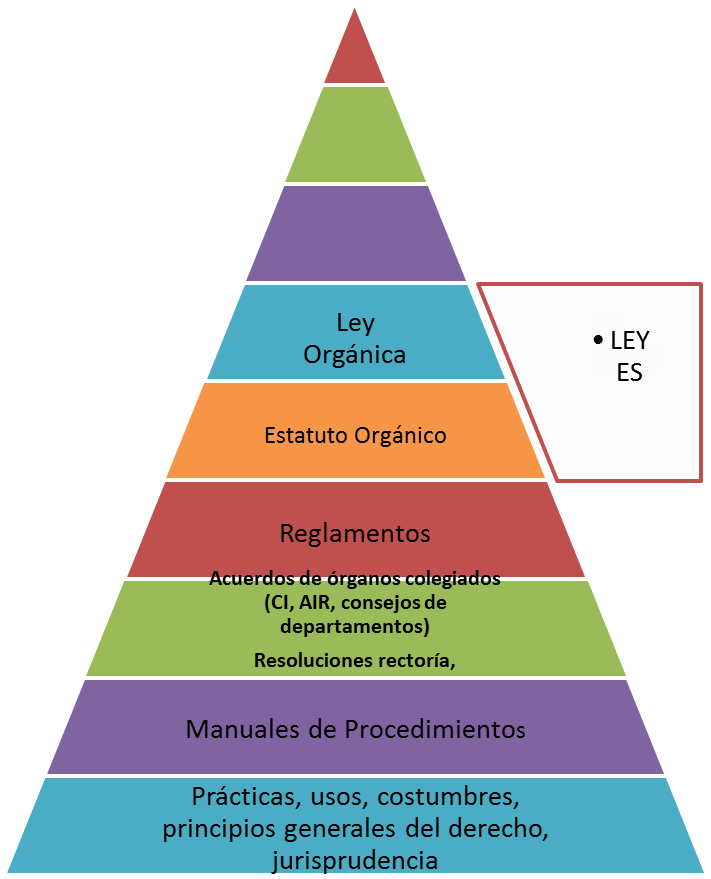 Ley
Orgánica
• LEY
ES
Estatuto Orgánico
Reglamentos
Acuerdos de órganos colegiados
(CI, AIR, consejos de
departamentos)
Resoluciones rectoría,
Manuales de Procedimientos
Prácticas, usos, costumbres,
principios generales del derecho,
jurisprudencia